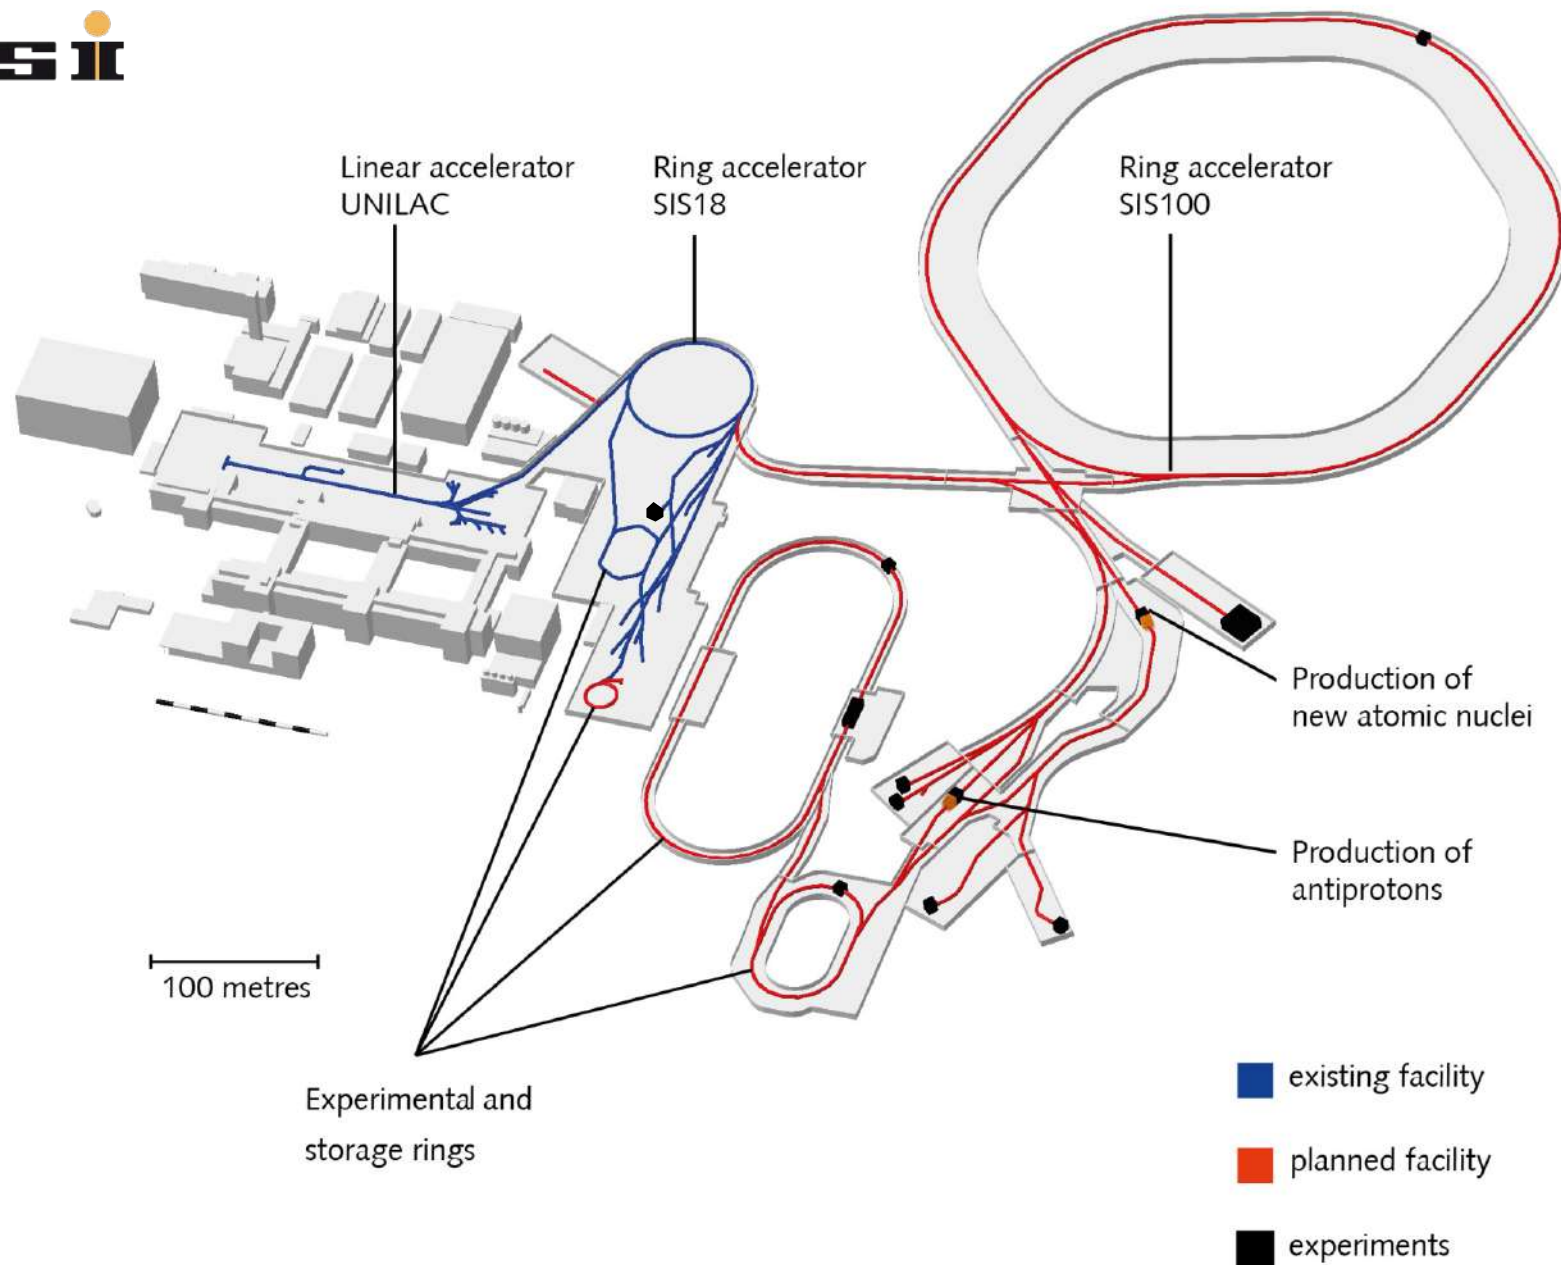 SI
Linear accelerator
UNILAC
Ring accelerator
SIS18
Ring accelerator
SIS100
Production of
new atomic nuclei
Production of
antiprotons
100 metres
Experimental and
storage rings
existing facility
planned facility
experiments